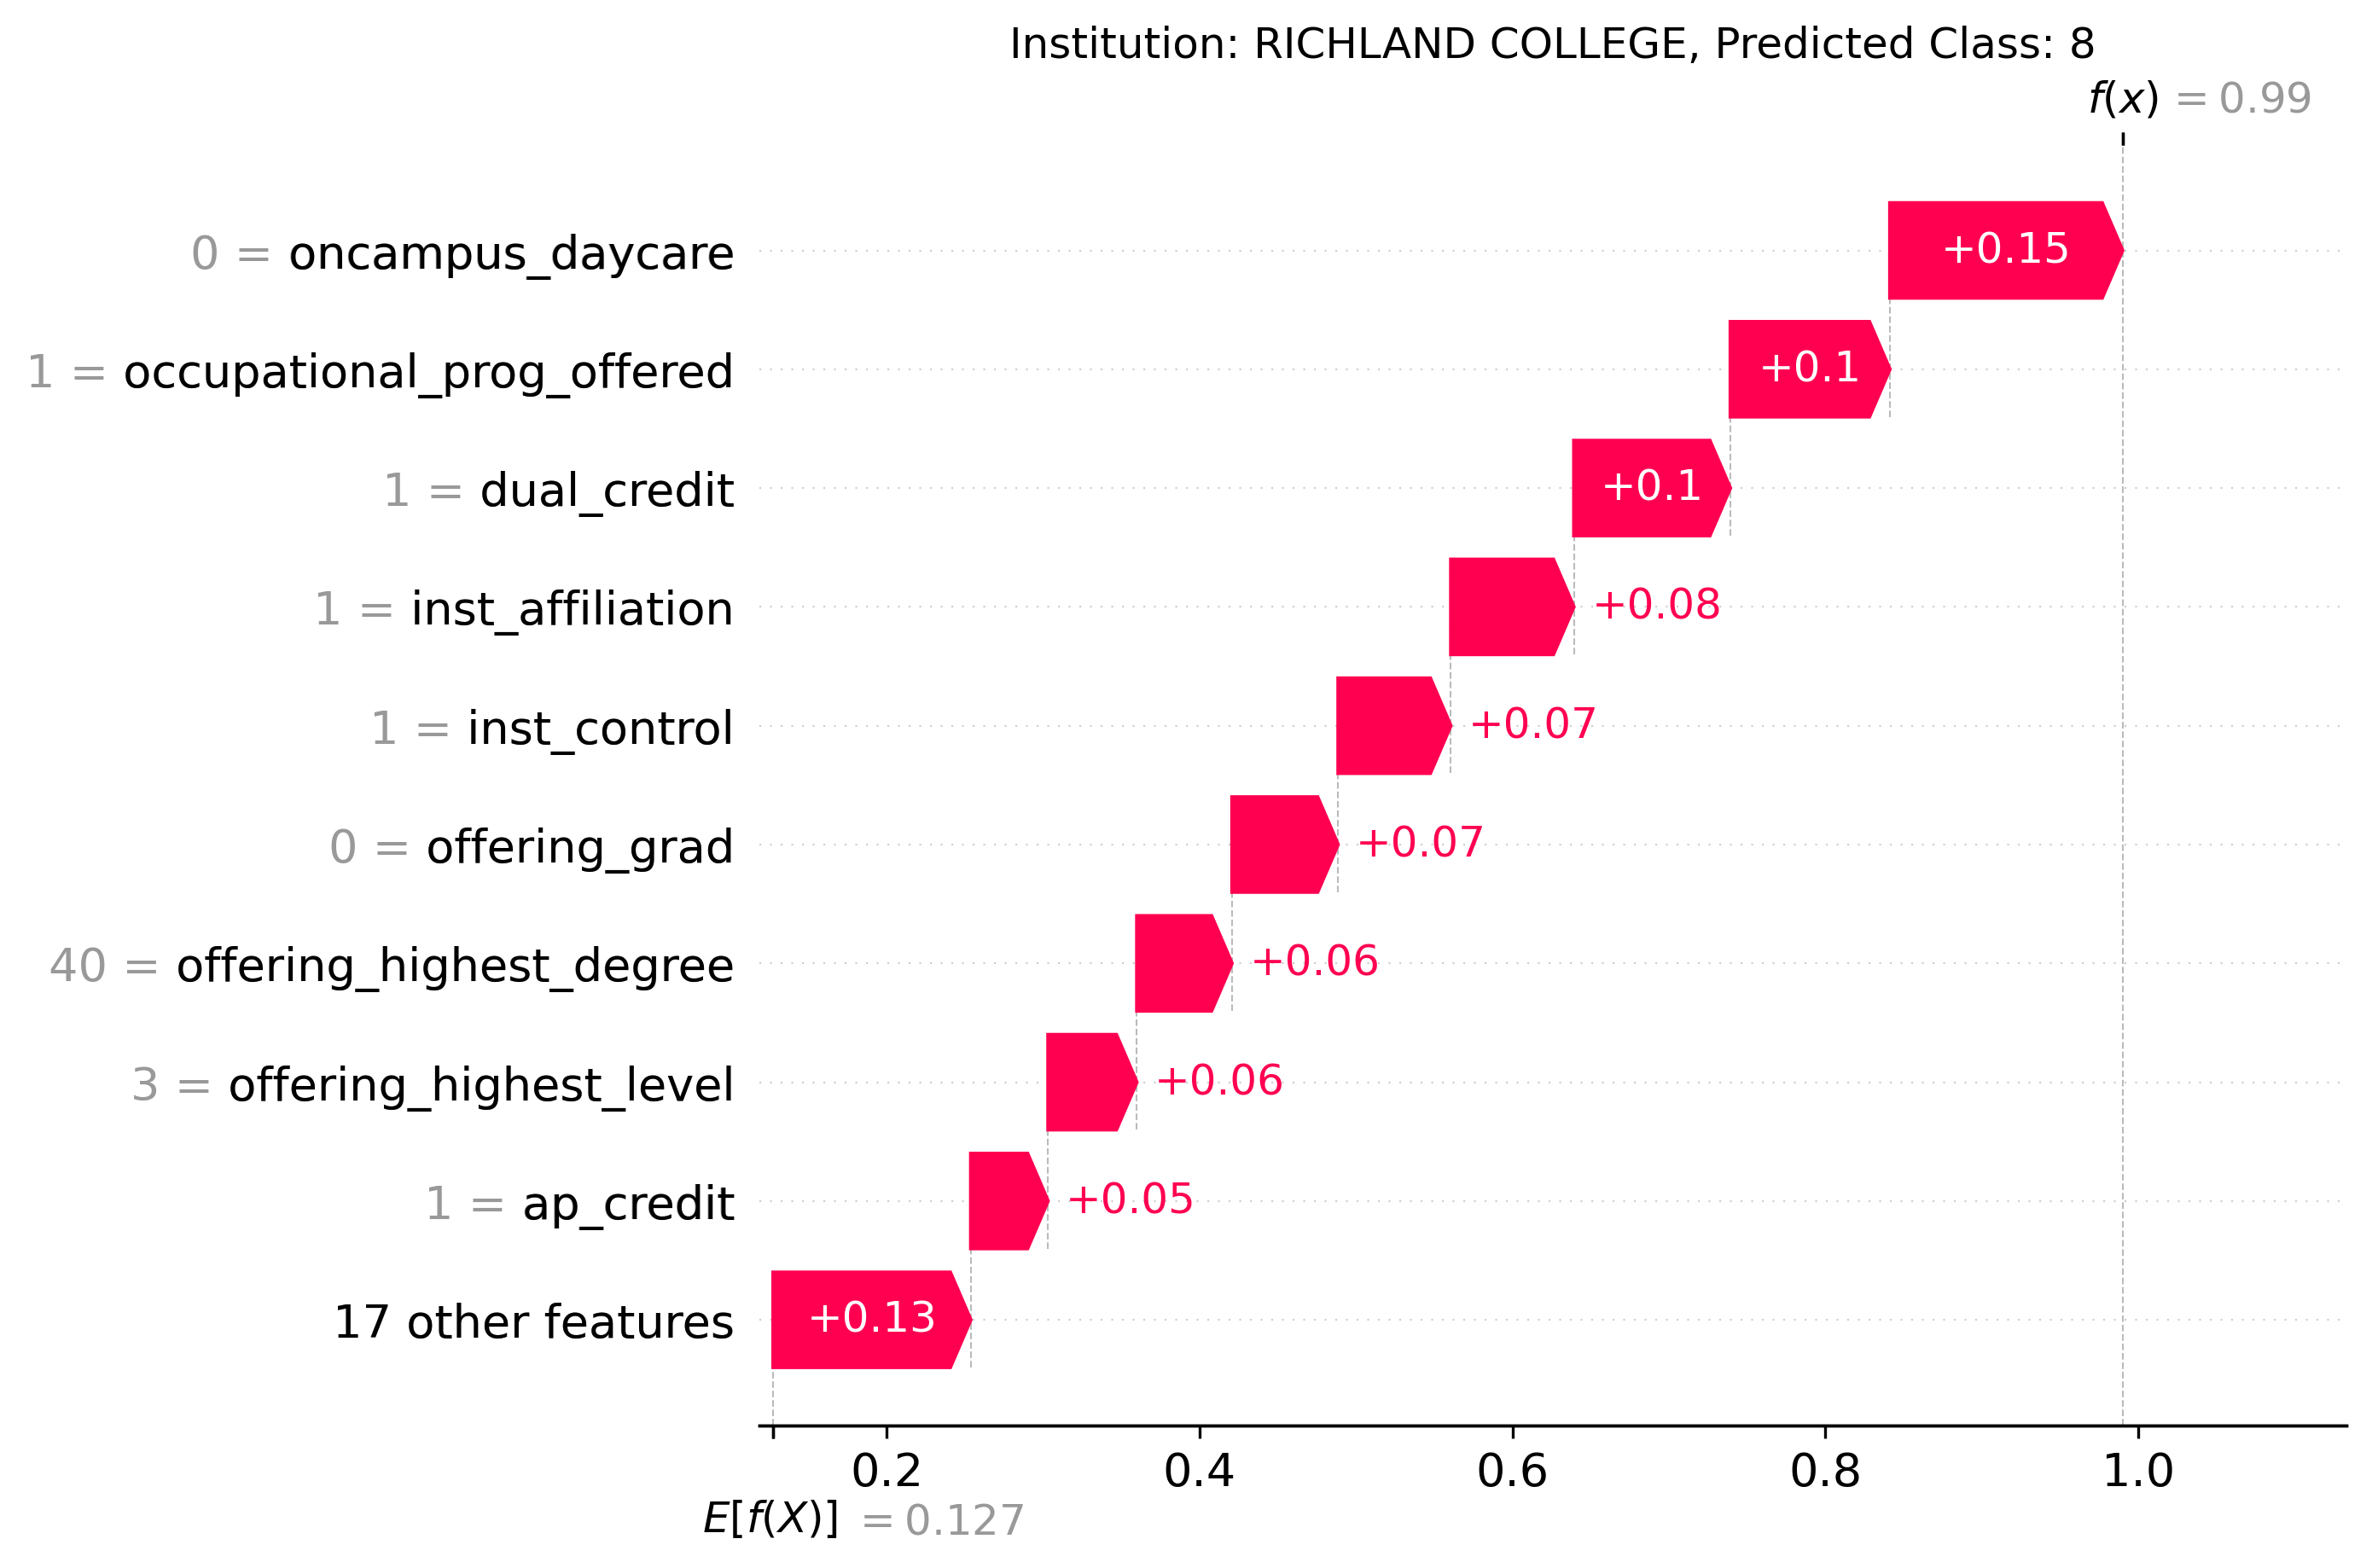 Institution: RICHLAND COLLEGE, Predicted Class: 8
f(x) = 0.99
0 = oncampus_daycare +0.15
1 = occupational_prog_offered +0.1
1 = dual_credit +0.1
1 = inst_affiliation +0.08
1 = inst_control +0.07
0 = offering_grad +0.07
40 = offering_highest_degree +0.06
3 = offering_highest_level +0.06
1 = ap_credit +0.05
17 other features +0.13
0.2 0.4 0.6 0.8 1.0
E[f(X)] = 0.127